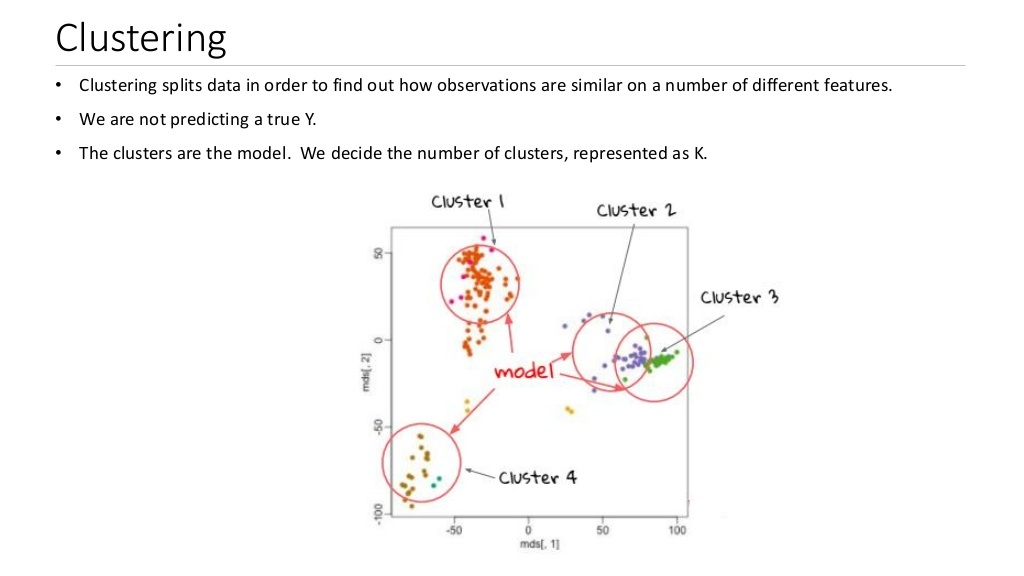 Clustering
• Clustering splits data in order to find out how observations are similar on a number of different features.
• We are not predicting a true Y.
• The clusters are the model.  We decide the number of clusters, represented as K.
Cluster 1
Cluster 2
Cluster 3
model
Cluster 4
50
0
-50
-100
mds[, 2]
-50
0
50
100
mds[, 1]